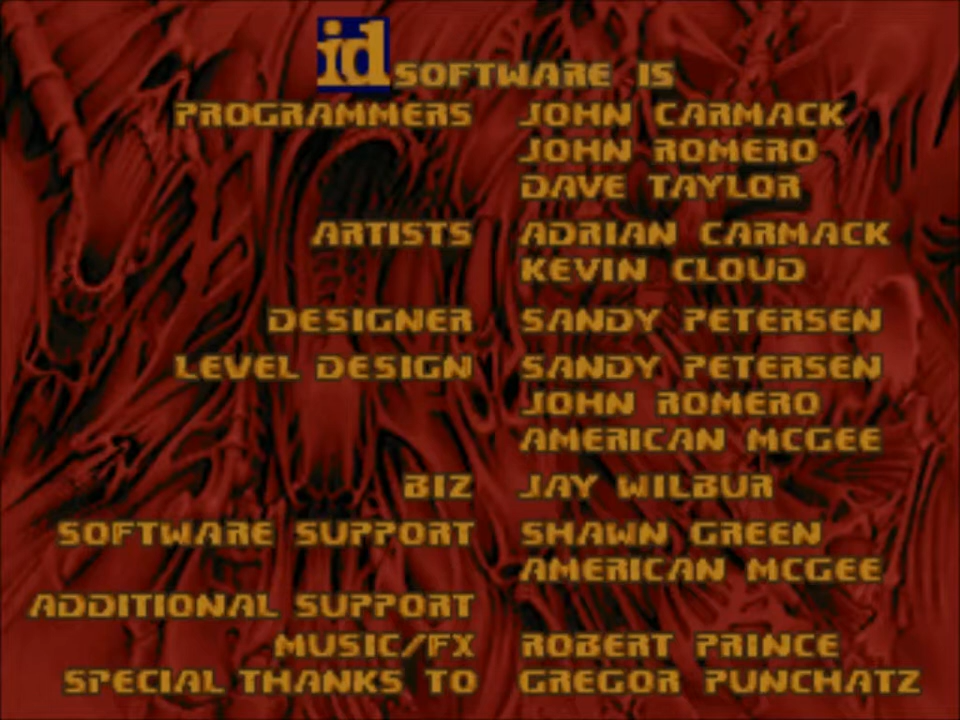 id SOFTWARE IS
PROGRAMMERS JOHN CARMACK
JOHN ROMERO
DAVE TAYLOR
ARTISTS ADRIAN CARMACK
KEVIN CLOUD
DESIGNER SANDY PETERSEN
LEVEL DESIGN SANDY PETERSEN
JOHN ROMERO
AMERICAN MCGEE
BIZ JAY WILBUR
SOFTWARE SUPPORT SHAWN GREEN
AMERICAN MCGEE
ADDITIONAL SUPPORT
MUSIC/FX ROBERT PRINCE
SPECIAL THANKS TO GREGOR PUNCHATZ